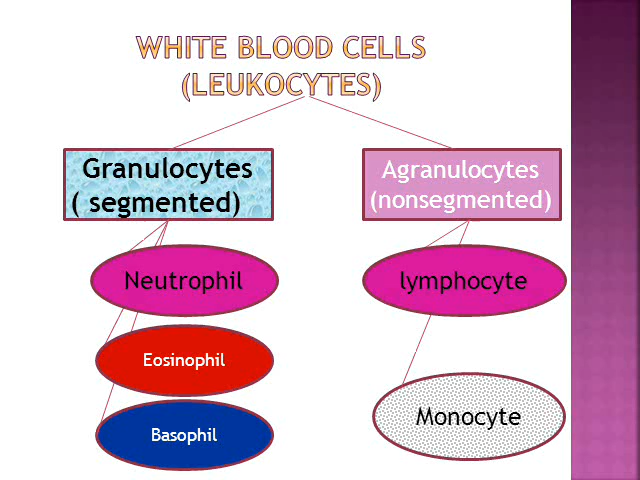 WHITE BLOOD CELLS
(LEUKOCYTES)
Granulocytes
( segmented)
Agranulocytes
(nonsegmented)
Neutrophil
lymphocyte
Eosinophil
Monocyte
Basophil